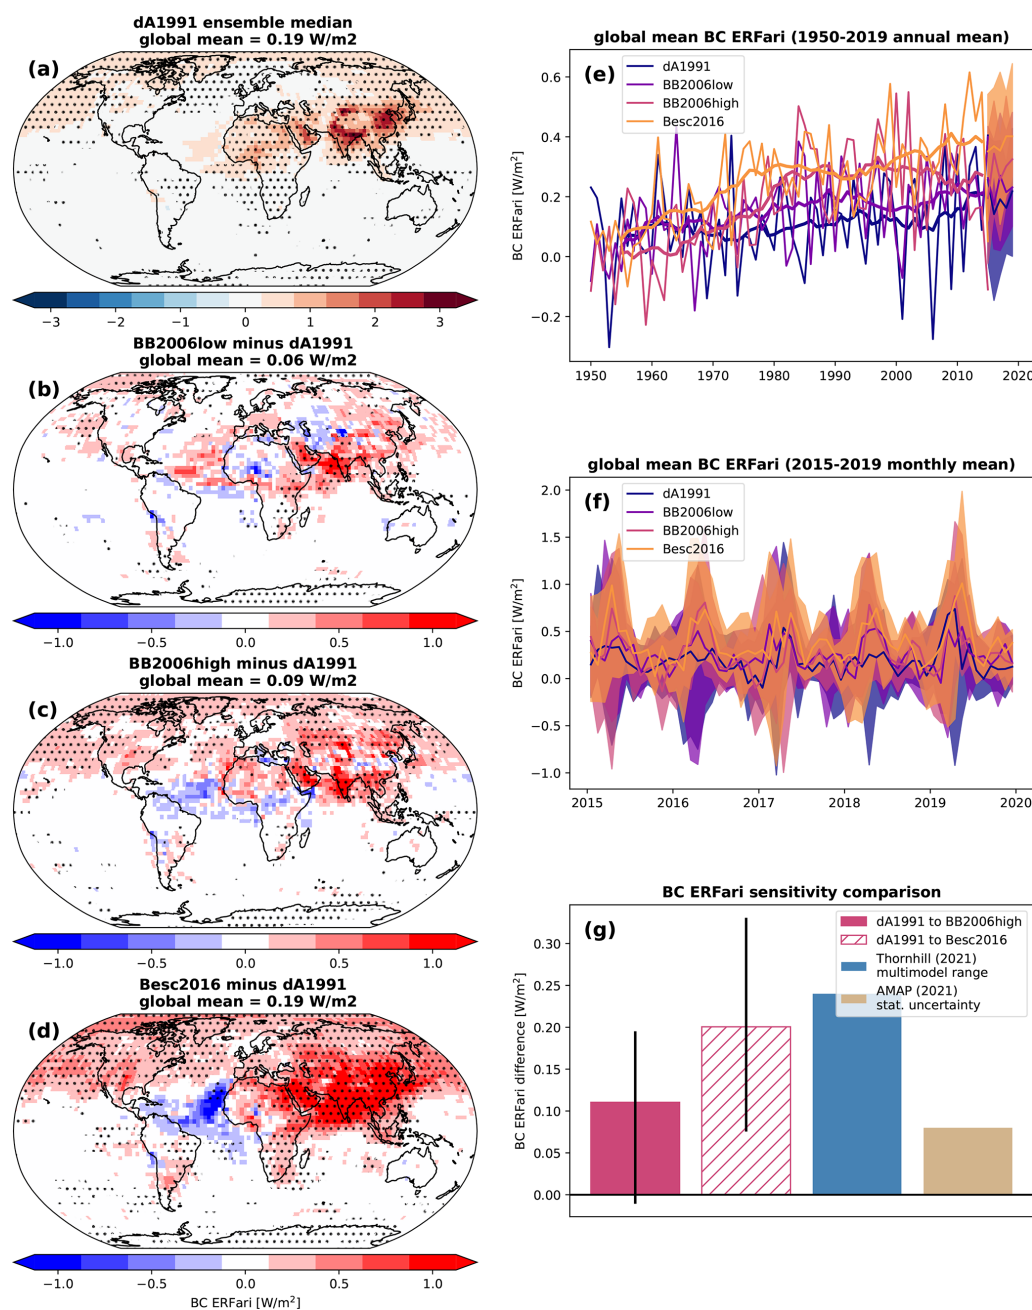 dA1991 ensemble median
global mean = 0.19 W/m2
(a)
−3 −2 −1 0 1 2 3
BB2006low minus dA1991
global mean = 0.06 W/m2
(b)
−1.0 −0.5 0.0 0.5 1.0
BB2006high minus dA1991
global mean = 0.09 W/m2
(c)
−1.0 −0.5 0.0 0.5 1.0
Besc2016 minus dA1991
global mean = 0.19 W/m2
(d)
−1.0 −0.5 0.0 0.5 1.0
BC ERFari [W/m²]
global mean BC ERFari (1950-2019 annual mean)
(e)
dA1991
BB2006low
BB2006high
Besc2016
BC ERFari [W/m²]
0.6
0.4
0.2
0.0
−0.2
1950 1960 1970 1980 1990 2000 2010 2020
global mean BC ERFari (2015-2019 monthly mean)
(f)
dA1991
BB2006low
BB2006high
Besc2016
BC ERFari [W/m²]
2.0
1.5
1.0
0.5
0.0
−0.5
−1.0
2015 2016 2017 2018 2019 2020
BC ERFari sensitivity comparison
(g)
dA1991 to BB2006high
dA1991 to Besc2016
Thornhill (2021)
multimodel range
AMAP (2021)
stat. uncertainty
BC ERFari difference [W/m²]
0.30
0.25
0.20
0.15
0.10
0.05
0.00